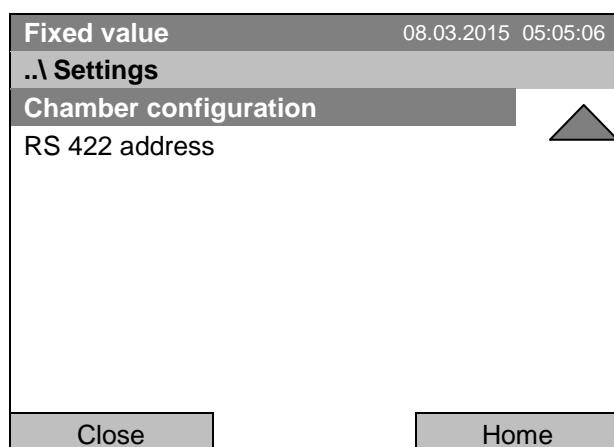 Fixed value 08.03.2015 05:05:06
..\ Settings
Chamber configuration
RS 422 address
Close Home